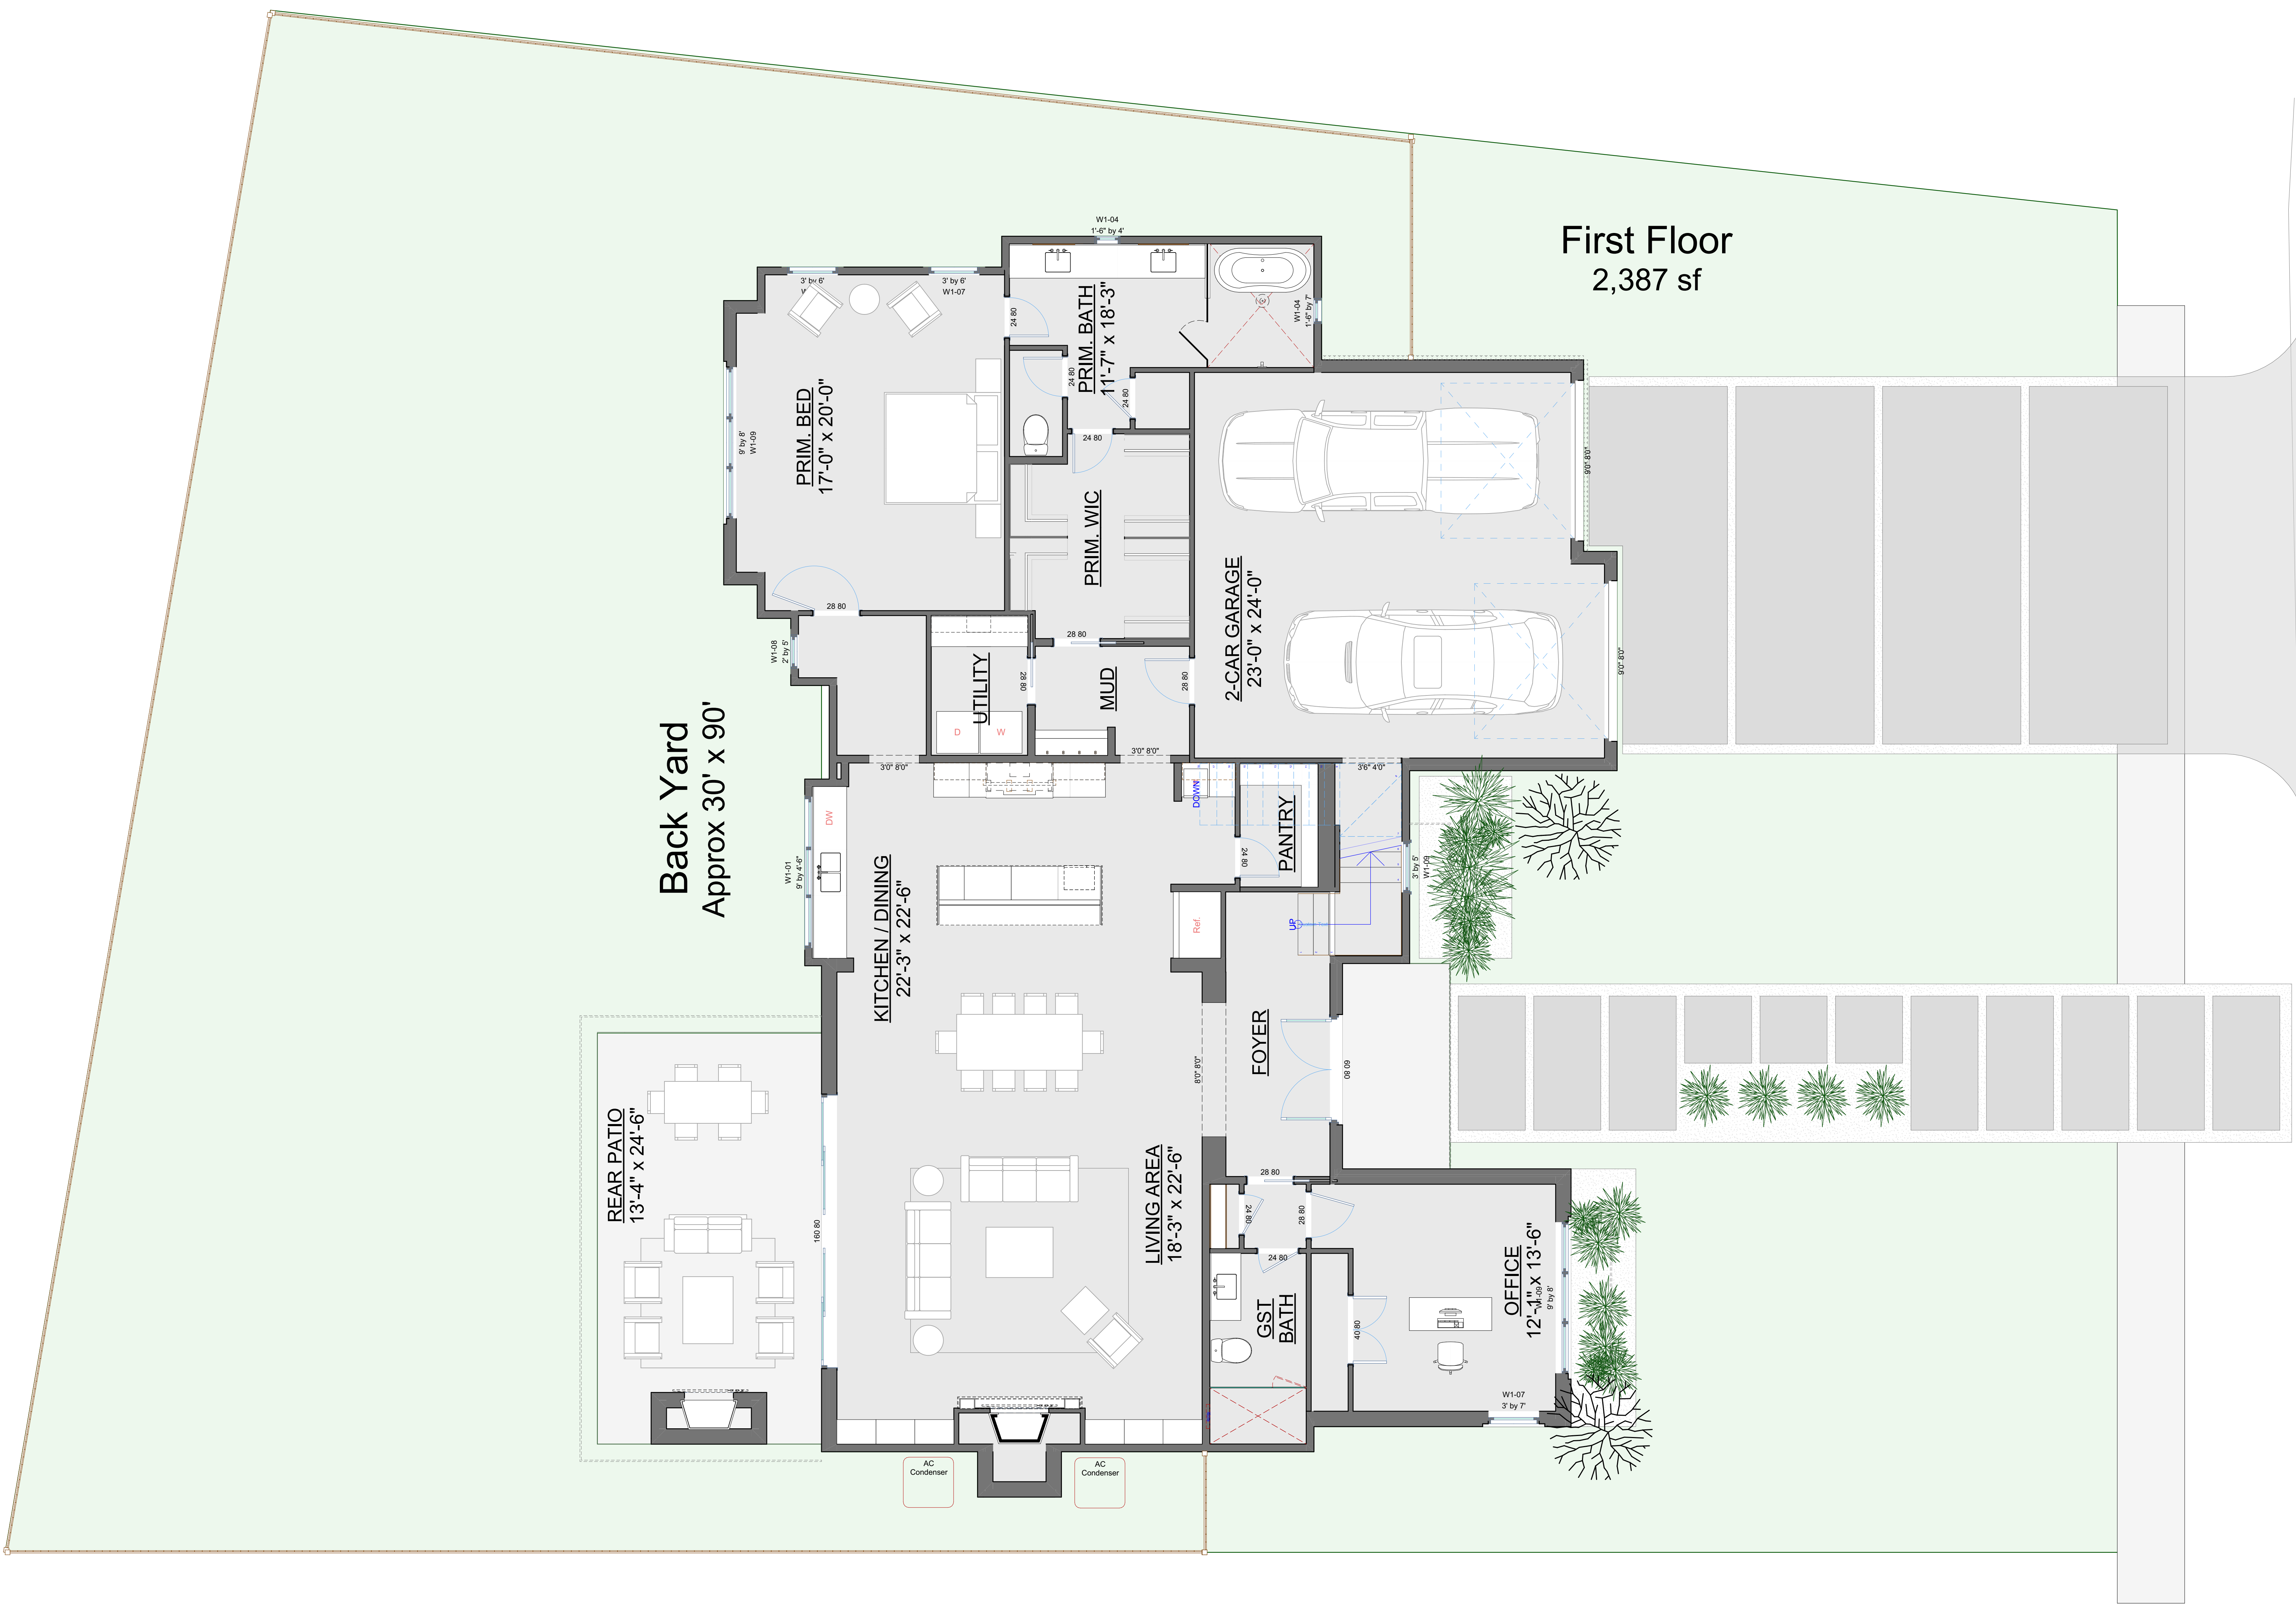 First Floor
2,387 sf
W1-04
1'-6" by 4'
3' by 6'
3' by 6'
W1-07
24 80
PRIM. BATH
11'-7" x 18'-3"
W1-04
1'-6" by 7'
24 80
24 80
24 80
9' by 8'
W1-09
PRIM. BED
17'-0" x 20'-0"
PRIM. WIC
9'0" 8'0"
2-CAR GARAGE
23'-0" x 24'-0"
9'0" 8'0"
28 80
28 80
W1-08
2' by 5'
UTILITY
28 80
MUD
28 80
D
W
3'0" 8'0"
3'0" 8'0"
3'6" 4'0"
Back Yard
Approx 30' x 90'
DW
DOWN
PANTRY
24 80
W1-01
9' by 4'-6"
KITCHEN / DINING
22'-3" x 22'-6"
3' by 5'
W1-09
Ref.
UP
FOYER
8'0" 8'0"
60 80
REAR PATIO
13'-4" x 24'-6"
160 80
LIVING AREA
18'-3" x 22'-6"
28 80
24 80
28 80
24 80
GST
BATH
40 80
OFFICE
12'-1" x 13'-6"
W1-09
9' by 8'
W1-07
3' by 7'
AC
Condenser
AC
Condenser